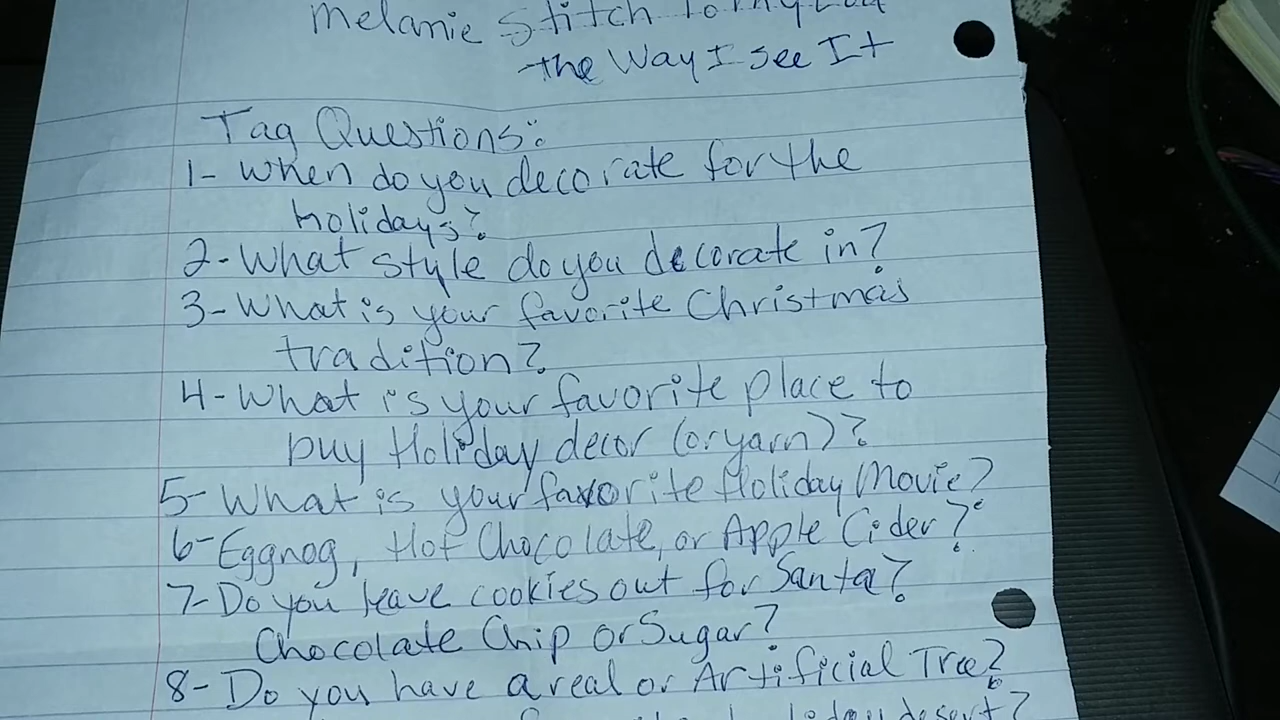 melanie Stitch
the Way I see It
Tag Questions:
1- When do you decorate for the
holidays?
2- What style do you decorate in?
3- What is your favorite Christmas
tradition?
4- What is your favorite place to
buy Holiday decor (or yarn)?
5- What is your favorite Holiday Movie?
6- Eggnog, Hot Chocolate, or Apple Cider?
7- Do you leave cookies out for Santa?
Chocolate Chip or Sugar?
8- Do you have a real or Artificial Tree?
holiday desert?